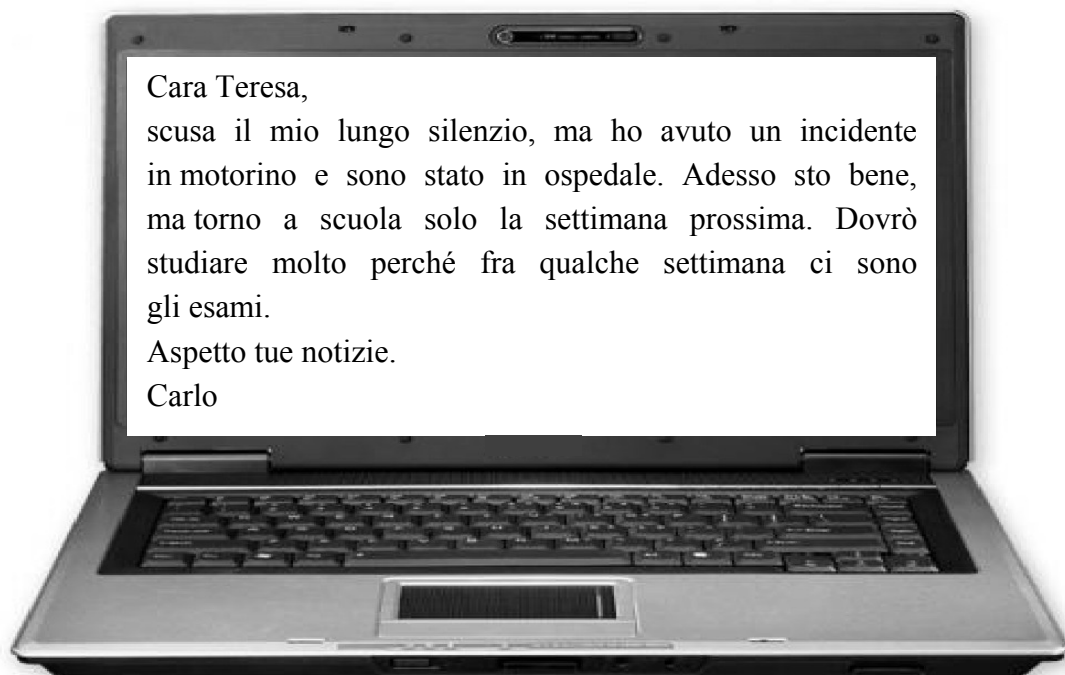 Cara Teresa,
scusa il mio lungo silenzio, ma ho avuto un incidente
in motorino e sono stato in ospedale. Adesso sto bene,
ma torno a scuola solo la settimana prossima. Dovrò
studiare molto perché fra qualche settimana ci sono
gli esami.
Aspetto tue notizie.
Carlo